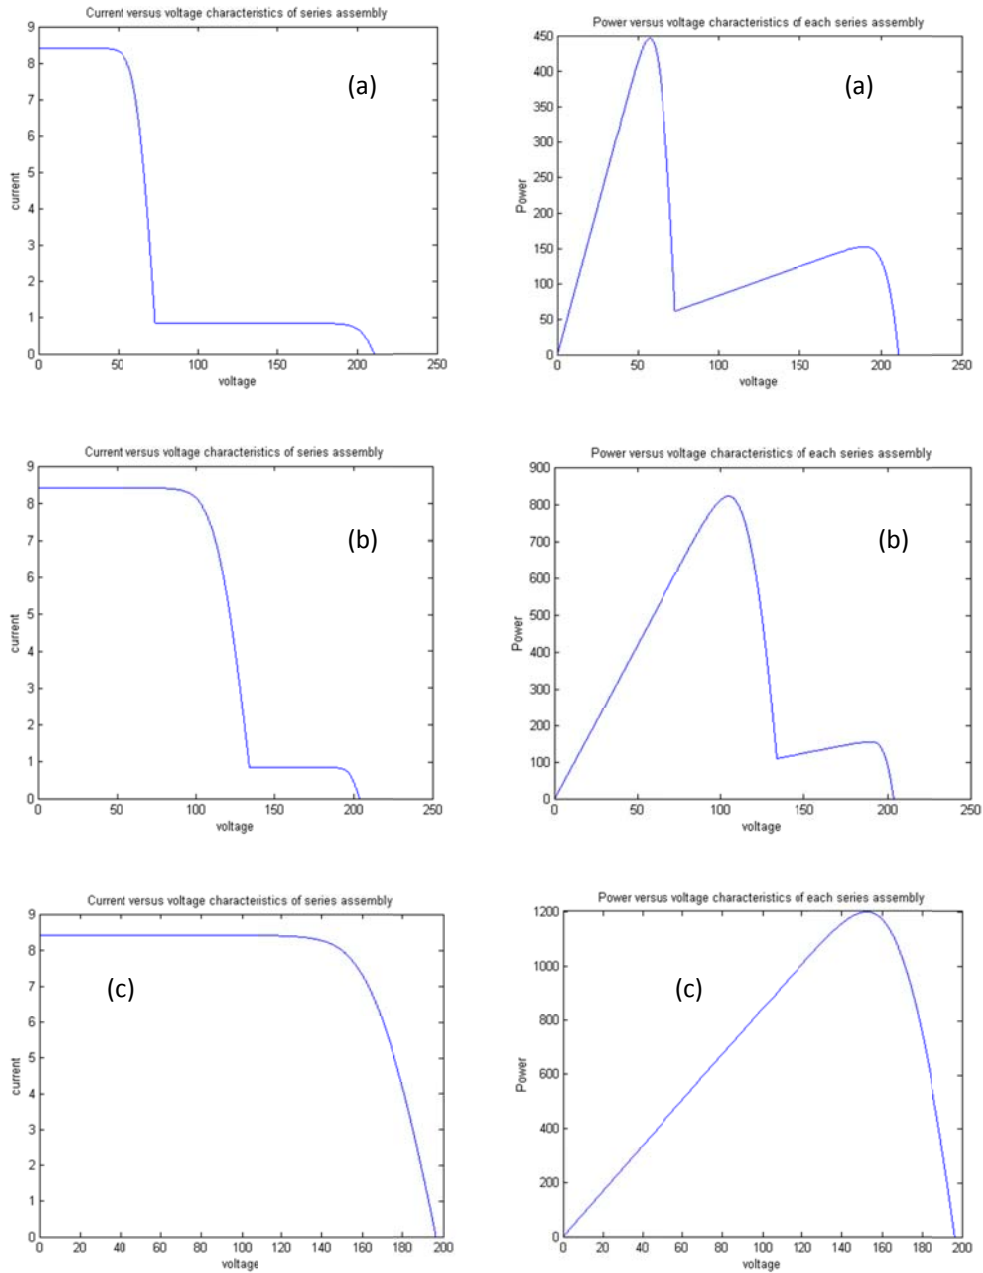 Current versus voltage characteristics of series assembly
(a)
9
8
7
6
5
4
3
2
1
0
current
0 50 100 150 200 250
voltage
Power versus voltage characteristics of each series assembly
(a)
450
400
350
300
250
200
150
100
50
0
Power
0 50 100 150 200 250
voltage
Current versus voltage characteristics of series assembly
(b)
9
8
7
6
5
4
3
2
1
0
current
0 50 100 150 200 250
voltage
Power versus voltage characteristics of each series assembly
(b)
900
800
700
600
500
400
300
200
100
0
Power
0 50 100 150 200 250
voltage
Current versus voltage characteristics of series assembly
(c)
9
8
7
6
5
4
3
2
1
0
current
0 20 40 60 80 100 120 140 160 180 200
voltage
Power versus voltage characteristics of each series assembly
(c)
1200
1000
800
600
400
200
0
Power
0 20 40 60 80 100 120 140 160 180 200
voltage